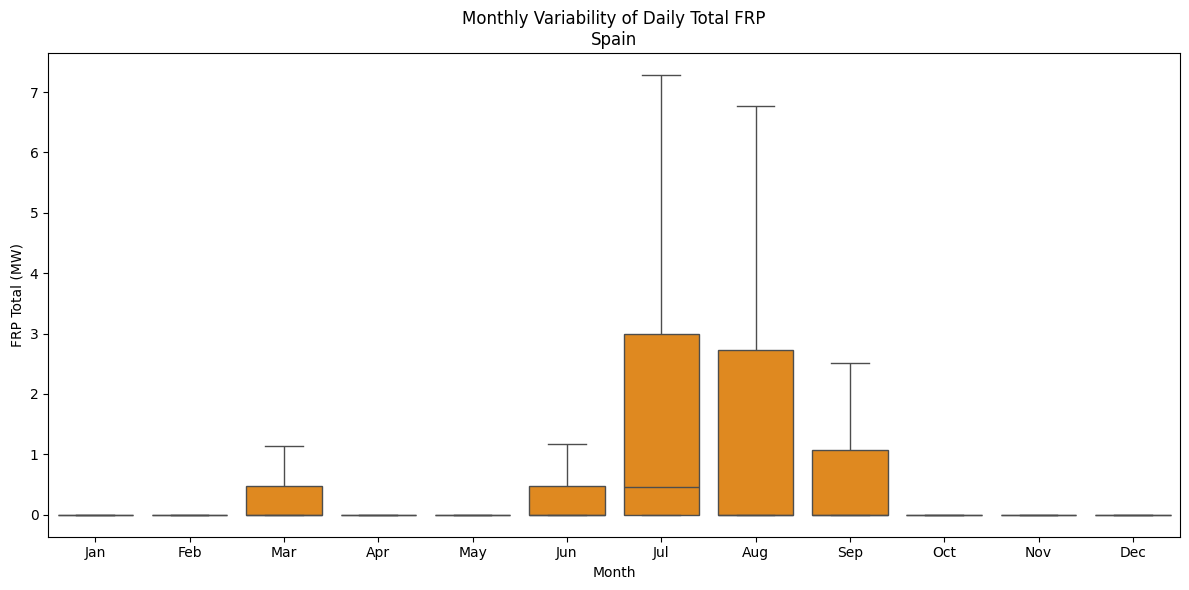 Monthly Variability of Daily Total FRP
Spain
FRP Total (MW)
7
6
5
4
3
2
1
0
Jan Feb Mar Apr May Jun Jul Aug Sep Oct Nov Dec
Month